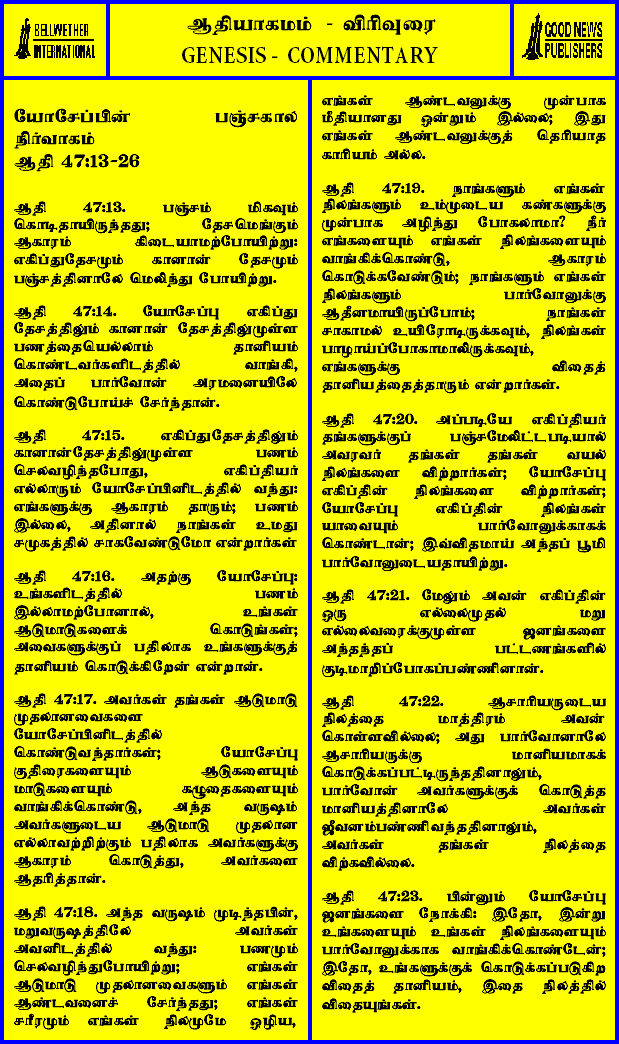 BELLWETHER
INTERNATIONAL
ஆதியாகமம் - விரிவுரை
GENESIS - COMMENTARY
GOOD NEWS
PUBLISHERS
யோசேப்பின் பஞ்சகால
நிர்வாகம்
ஆதி 47:13-26
ஆதி 47:13. பஞ்சம் மிகவும்
கொடிதாயிருந்தது; தேசமெங்கும்
ஆகாரம் கிடையாமற்போயிற்று:
எகிப்துதேசமும் கானான் தேசமும்
பஞ்சத்தினாலே மெலிந்து போயிற்று.
ஆதி 47:14. யோசேப்பு எகிப்து
தேசத்திலும் கானான் தேசத்திலுமுள்ள
பணத்தையெல்லாம் தானியம்
கொண்டவர்களிடத்தில் வாங்கி,
அதைப் பார்வோன் அரமனையிலே
கொண்டுபோய்ச் சேர்ந்தான்.
ஆதி 47:15. எகிப்துதேசத்திலும்
கானான்தேசத்திலுமுள்ள பணம்
செலவழிந்தபோது, எகிப்தியர்
எல்லாரும் யோசேப்பினிடத்தில் வந்து:
எங்களுக்கு ஆகாரம் தாரும்; பணம்
இல்லை, அதினால் நாங்கள் உமது
சமுகத்தில் சாகவேண்டுமோ என்றார்கள்
ஆதி 47:16. அதற்கு யோசேப்பு:
உங்களிடத்தில் பணம்
இல்லாமற்போனால், உங்கள்
ஆடுமாடுகளைக் கொடுங்கள்;
அவைகளுக்குப் பதிலாக உங்களுக்குத்
தானியம் கொடுக்கிறேன் என்றான்.
ஆதி 47:17. அவர்கள் தங்கள் ஆடுமாடு
முதலானவைகளை
யோசேப்பினிடத்தில்
கொண்டுவந்தார்கள்; யோசேப்பு
குதிரைகளையும் ஆடுகளையும்
மாடுகளையும் கழுதைகளையும்
வாங்கிக்கொண்டு, அந்த வருஷம்
அவர்களுடைய ஆடுமாடு முதலான
எல்லாவற்றிற்கும் பதிலாக அவர்களுக்கு
ஆகாரம் கொடுத்து, அவர்களை
ஆதரித்தான்.
ஆதி 47:18. அந்த வருஷம் முடிந்தபின்,
மறுவருஷத்திலே அவர்கள்
அவனிடத்தில் வந்து: பணமும்
செலவழிந்துபோயிற்று; எங்கள்
ஆடுமாடு முதலானவைகளும் எங்கள்
ஆண்டவனைச் சேர்ந்தது; எங்கள்
சரீரமும் எங்கள் நிலமுமே ஒழிய,
எங்கள் ஆண்டவனுக்கு முன்பாக
மீதியானது ஒன்றும் இல்லை; இது
எங்கள் ஆண்டவனுக்குத் தெரியாத
காரியம் அல்ல.
ஆதி 47:19. நாங்களும் எங்கள்
நிலங்களும் உம்முடைய கண்களுக்கு
முன்பாக அழிந்து போகலாமா? நீர்
எங்களையும் எங்கள் நிலங்களையும்
வாங்கிக்கொண்டு, ஆகாரம்
கொடுக்கவேண்டும்; நாங்களும் எங்கள்
நிலங்களும் பார்வோனுக்கு
ஆதீனமாயிருப்போம்; நாங்கள்
சாகாமல் உயிரோடிருக்கவும், நிலங்கள்
பாழாய்ப்போகாமலிருக்கவும்,
எங்களுக்கு விதைத்
தானியத்தைத்தாரும் என்றார்கள்.
ஆதி 47:20. அப்படியே எகிப்தியர்
தங்களுக்குப் பஞ்சமேலிட்டபடியால்
அவரவர் தங்கள் தங்கள் வயல்
நிலங்களை விற்றார்கள்; யோசேப்பு
எகிப்தின் நிலங்களை விற்றார்கள்;
யோசேப்பு எகிப்தின் நிலங்கள்
யாவையும் பார்வோனுக்காகக்
கொண்டான்; இவ்விதமாய் அந்தப் பூமி
பார்வோனுடையதாயிற்று.
ஆதி 47:21. மேலும் அவன் எகிப்தின்
ஒரு எல்லைமுதல் மறு
எல்லைவரைக்குமுள்ள ஜனங்களை
அந்தந்தப் பட்டணங்களில்
குடிமாறிப்போகப்பண்ணினான்.
ஆதி 47:22. ஆசாரியருடைய
நிலத்தை மாத்திரம் அவன்
கொள்ளவில்லை; அது பார்வோனாலே
ஆசாரியருக்கு மானியமாகக்
கொடுக்கப்பட்டிருந்ததினாலும்,
பார்வோன் அவர்களுக்குக் கொடுத்த
மானியத்தினாலே அவர்கள்
ஜீவனம்பண்ணிவந்ததினாலும்,
அவர்கள் தங்கள் நிலத்தை
விற்கவில்லை.
ஆதி 47:23. பின்னும் யோசேப்பு
ஜனங்களை நோக்கி: இதோ, இன்று
உங்களையும் உங்கள் நிலங்களையும்
பார்வோனுக்காக வாங்கிக்கொண்டேன்;
இதோ, உங்களுக்குக் கொடுக்கப்படுகிற
விதைத் தானியம், இதை நிலத்தில்
விதையுங்கள்.